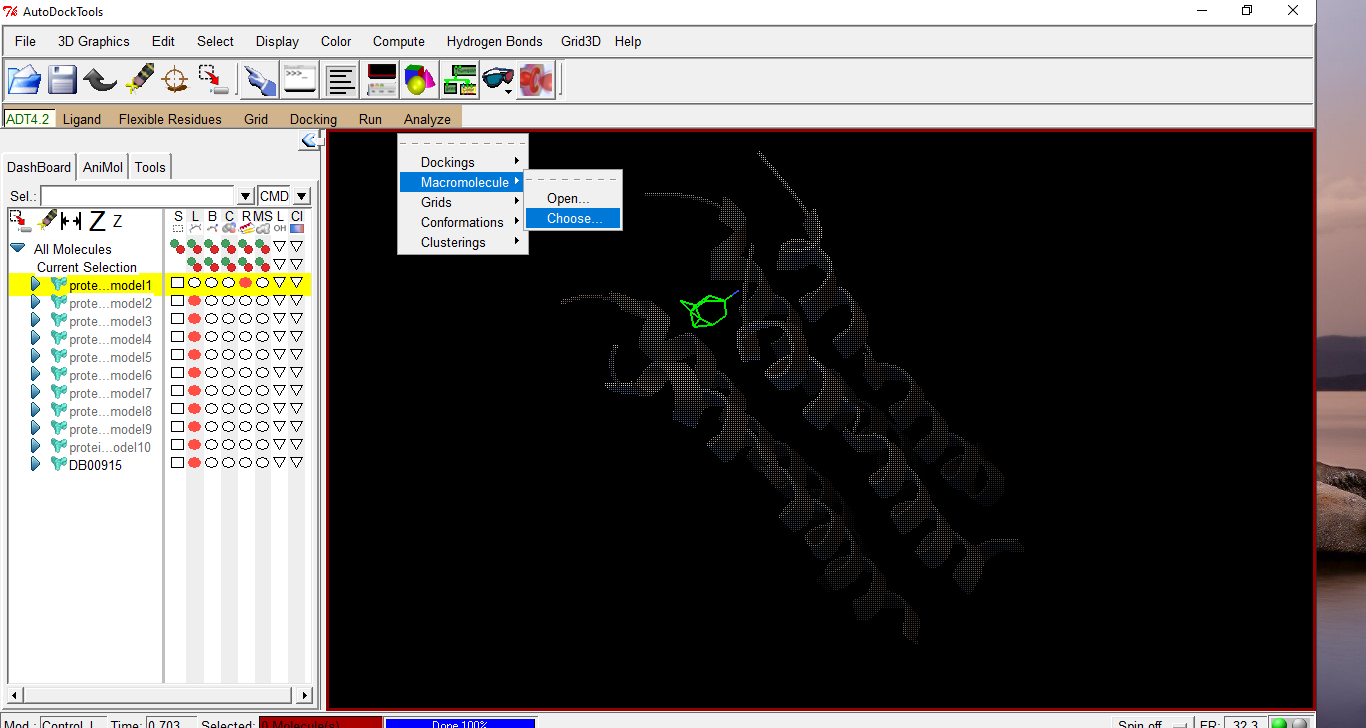 AutoDockTools
File 3D Graphics Edit Select Display Color Compute Hydrogen Bonds Grid3D Help
>>>
ADT4.2 Ligand Flexible Residues Grid Docking Run Analyze
Dockings
Macromolecule
Grids
Conformations
Clusterings
Open...
Choose...
DashBoard AniMol Tools
Sel.: CMD
Z Z S L B C R MS L Cl
OH
All Molecules
Current Selection
prote...model1
prote...model2
prote...model3
prote...model4
prote...model5
prote...model6
prote...model7
prote...model8
prote...model9
protei...odel10
DB00915
Mod.: Control_L Time: 0.703 Selected: 0 Molecule(s) Done 100% Spin off FR: 32.3